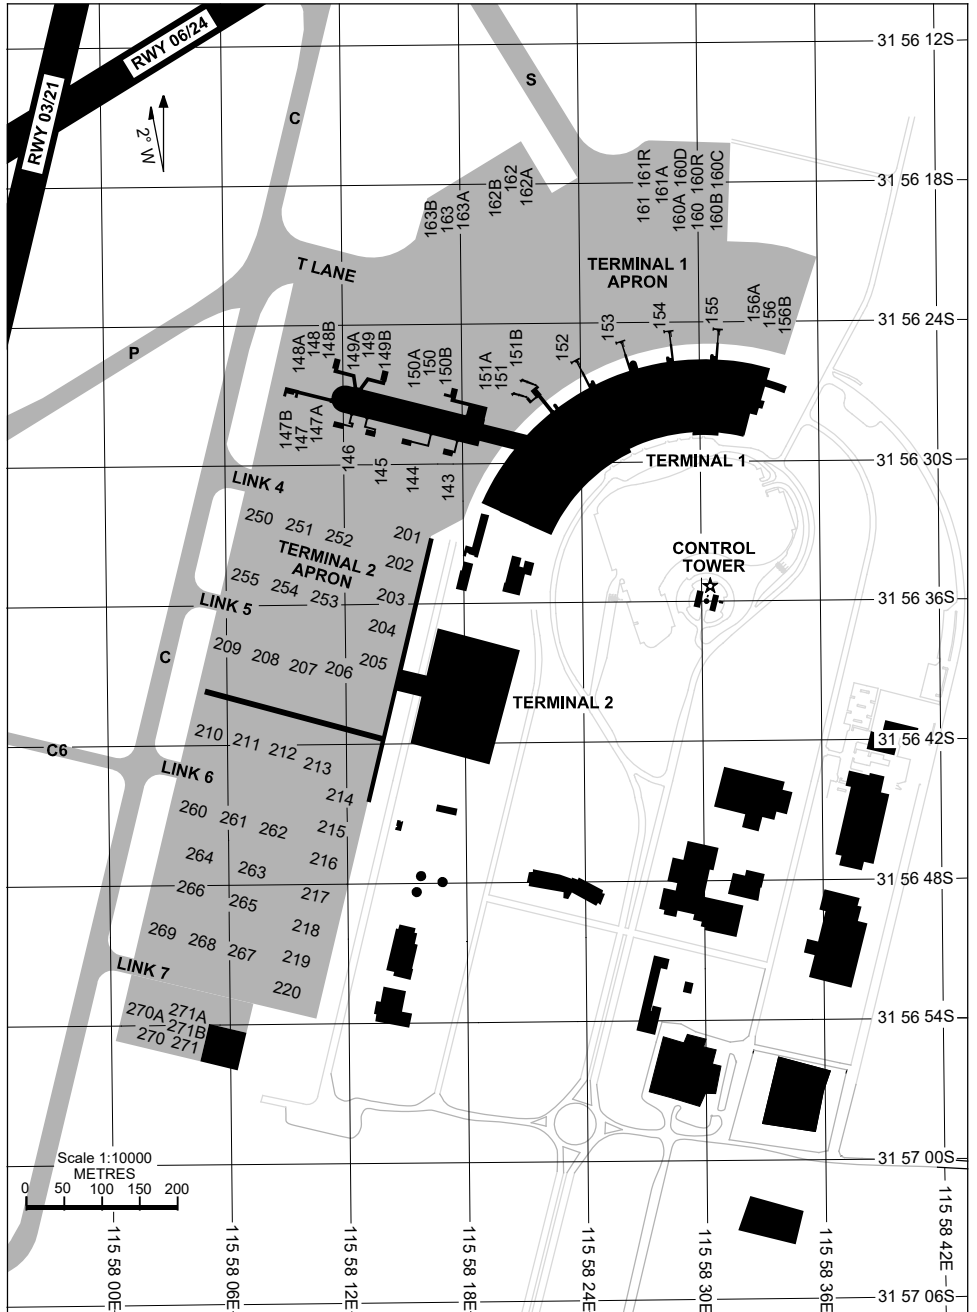 RWY 06/24
31 56 12S
S
RWY 03/21
C
2° W
161 161R
161A
160A 160D
160 160R
160B 160C
162
162B
162A
31 56 18S
163B
163
163A
T LANE
TERMINAL 1
APRON
156A
156
156B
155
154
153
152
31 56 24S
148A
148
148B
149A
149
149B
150A
150
150B
151A
151
151B
P
147B
147
147A
146
145
144
143
TERMINAL 1
31 56 30S
LINK 4
250
251
252
201
TERMINAL 2
APRON
202
CONTROL
TOWER
255
254
253
203
31 56 36S
LINK 5
204
209
208
207
206
205
C
TERMINAL 2
210
211
212
213
31 56 42S
C6
LINK 6
214
260
261
262
215
264
263
216
266
265
217
31 56 48S
269
268
267
218
219
LINK 7
220
270A
271A
271B
270
271
31 56 54S
Scale 1:10000
METRES
0 50 100 150 200
31 57 00S
115 58 00E
115 58 06E
115 58 12E
115 58 18E
115 58 24E
115 58 30E
115 58 36E
115 58 42E
31 57 06S